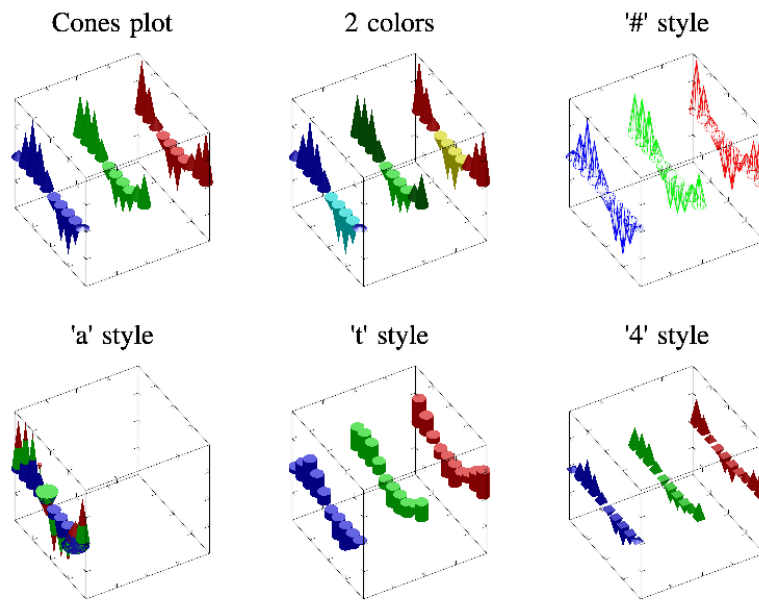 Cones plot
2 colors
'#' style
'a' style
't' style
'4' style